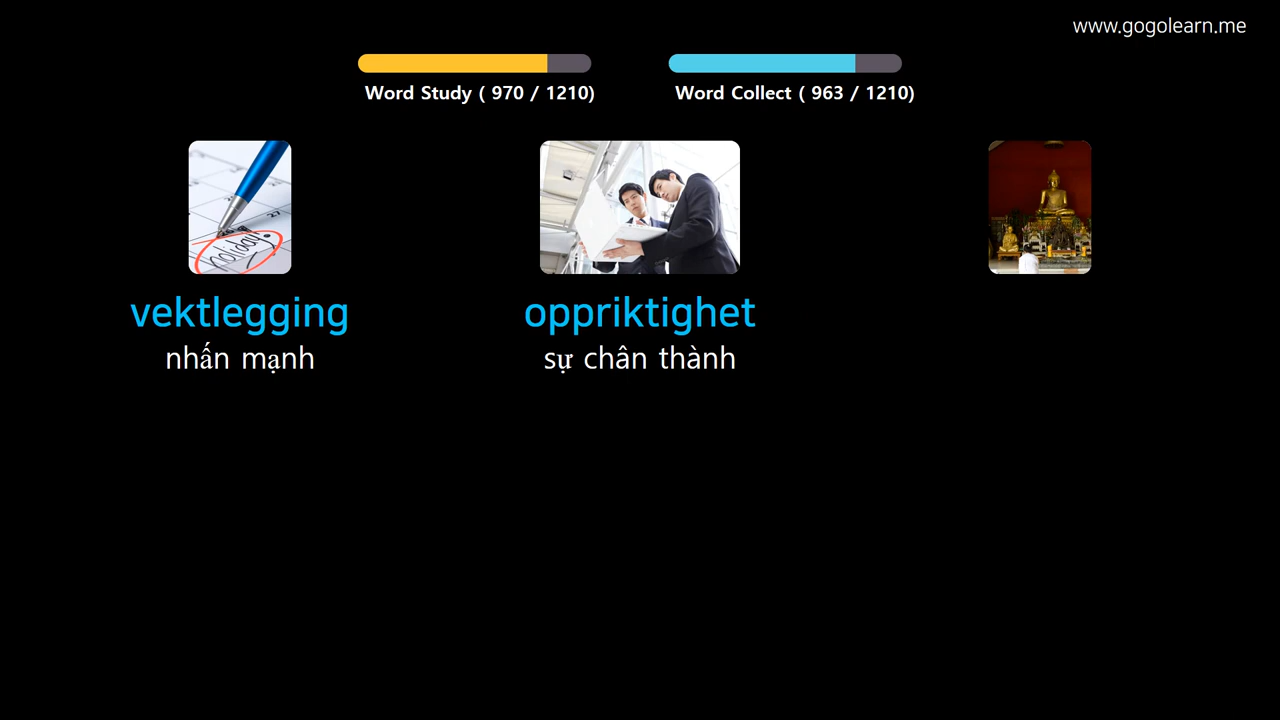 www.gogolearn.me
Word Study ( 970 / 1210)
Word Collect ( 963 / 1210)
27
holiday
vektlegging
oppriktighet
nhấn mạnh
sự chân thành